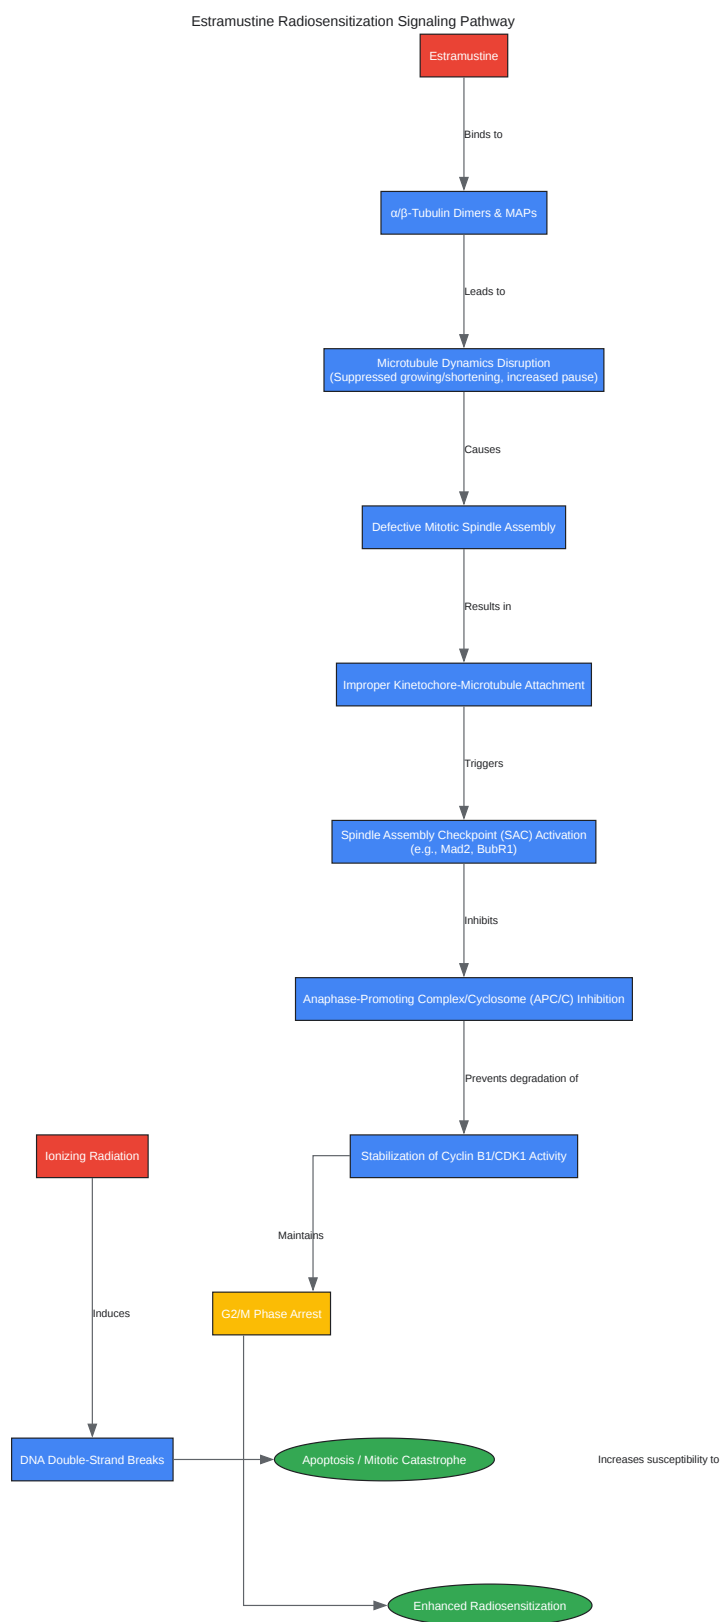 Estramustine Radiosensitization Signaling Pathway
Estramustine
Binds to
α/β-Tubulin Dimers & MAPs
Leads to
Microtubule Dynamics Disruption
(Suppressed growing/shortening, increased pause)
Causes
Defective Mitotic Spindle Assembly
Results in
Improper Kinetochore-Microtubule Attachment
Triggers
Spindle Assembly Checkpoint (SAC) Activation
(e.g., Mad2, BubR1)
Inhibits
Anaphase-Promoting Complex/Cyclosome (APC/C) Inhibition
Prevents degradation of
Ionizing Radiation
Stabilization of Cyclin B1/CDK1 Activity
Maintains
Induces
G2/M Phase Arrest
DNA Double-Strand Breaks
Apoptosis / Mitotic Catastrophe
Increases susceptibility to
Enhanced Radiosensitization